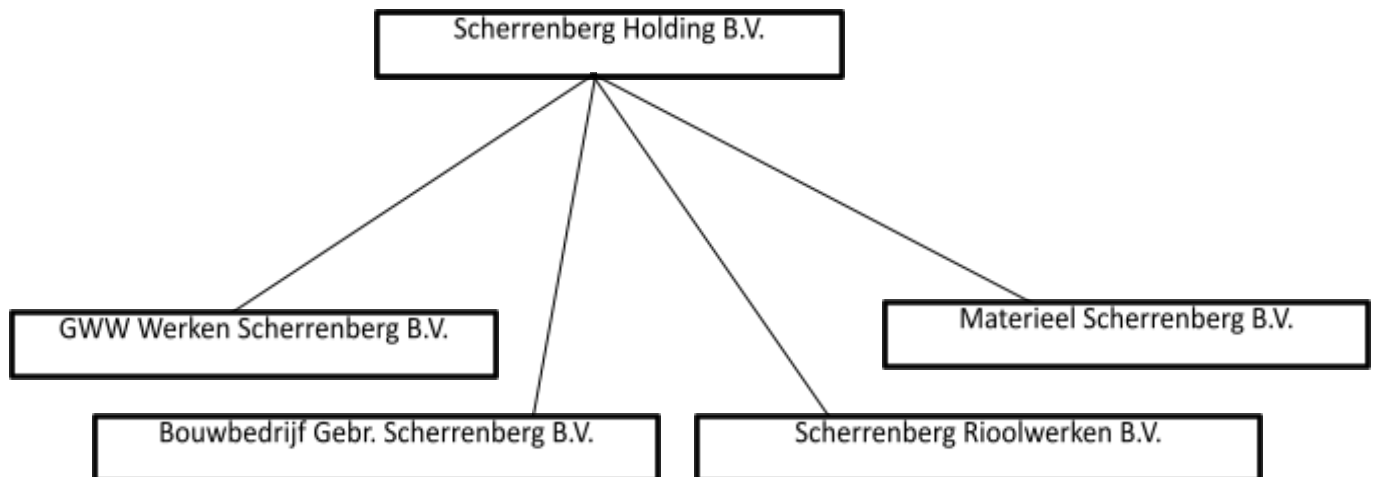 Scherrenberg Holding B.V.
GWW Werken Scherrenberg B.V.
Materieel Scherrenberg B.V.
Bouwbedrijf Gebr. Scherrenberg B.V.
Scherrenberg Rioolwerken B.V.